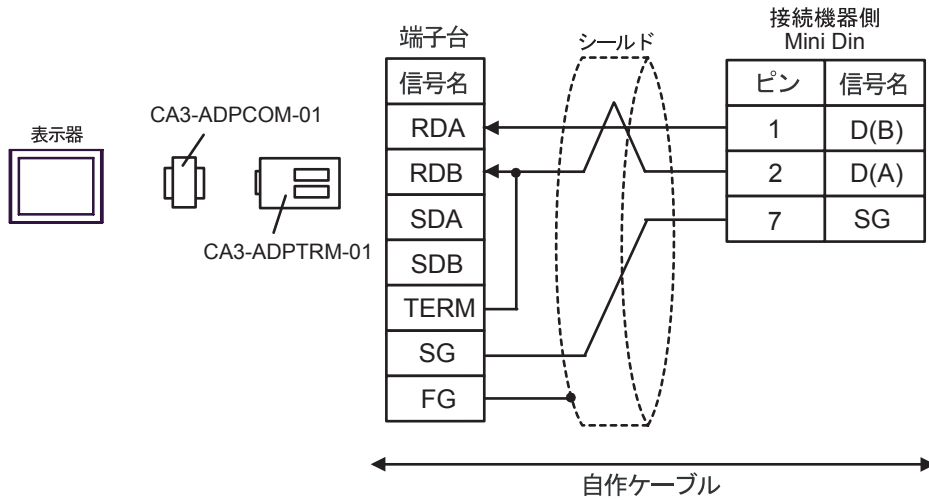 表示器
CA3-ADPCOM-01
CA3-ADPTRM-01
端子台
信号名
RDA
RDB
SDA
SDB
TERM
SG
FG
シールド
接続機器側
Mini Din
ピン 信号名
1 D(B)
2 D(A)
7 SG
自作ケーブル